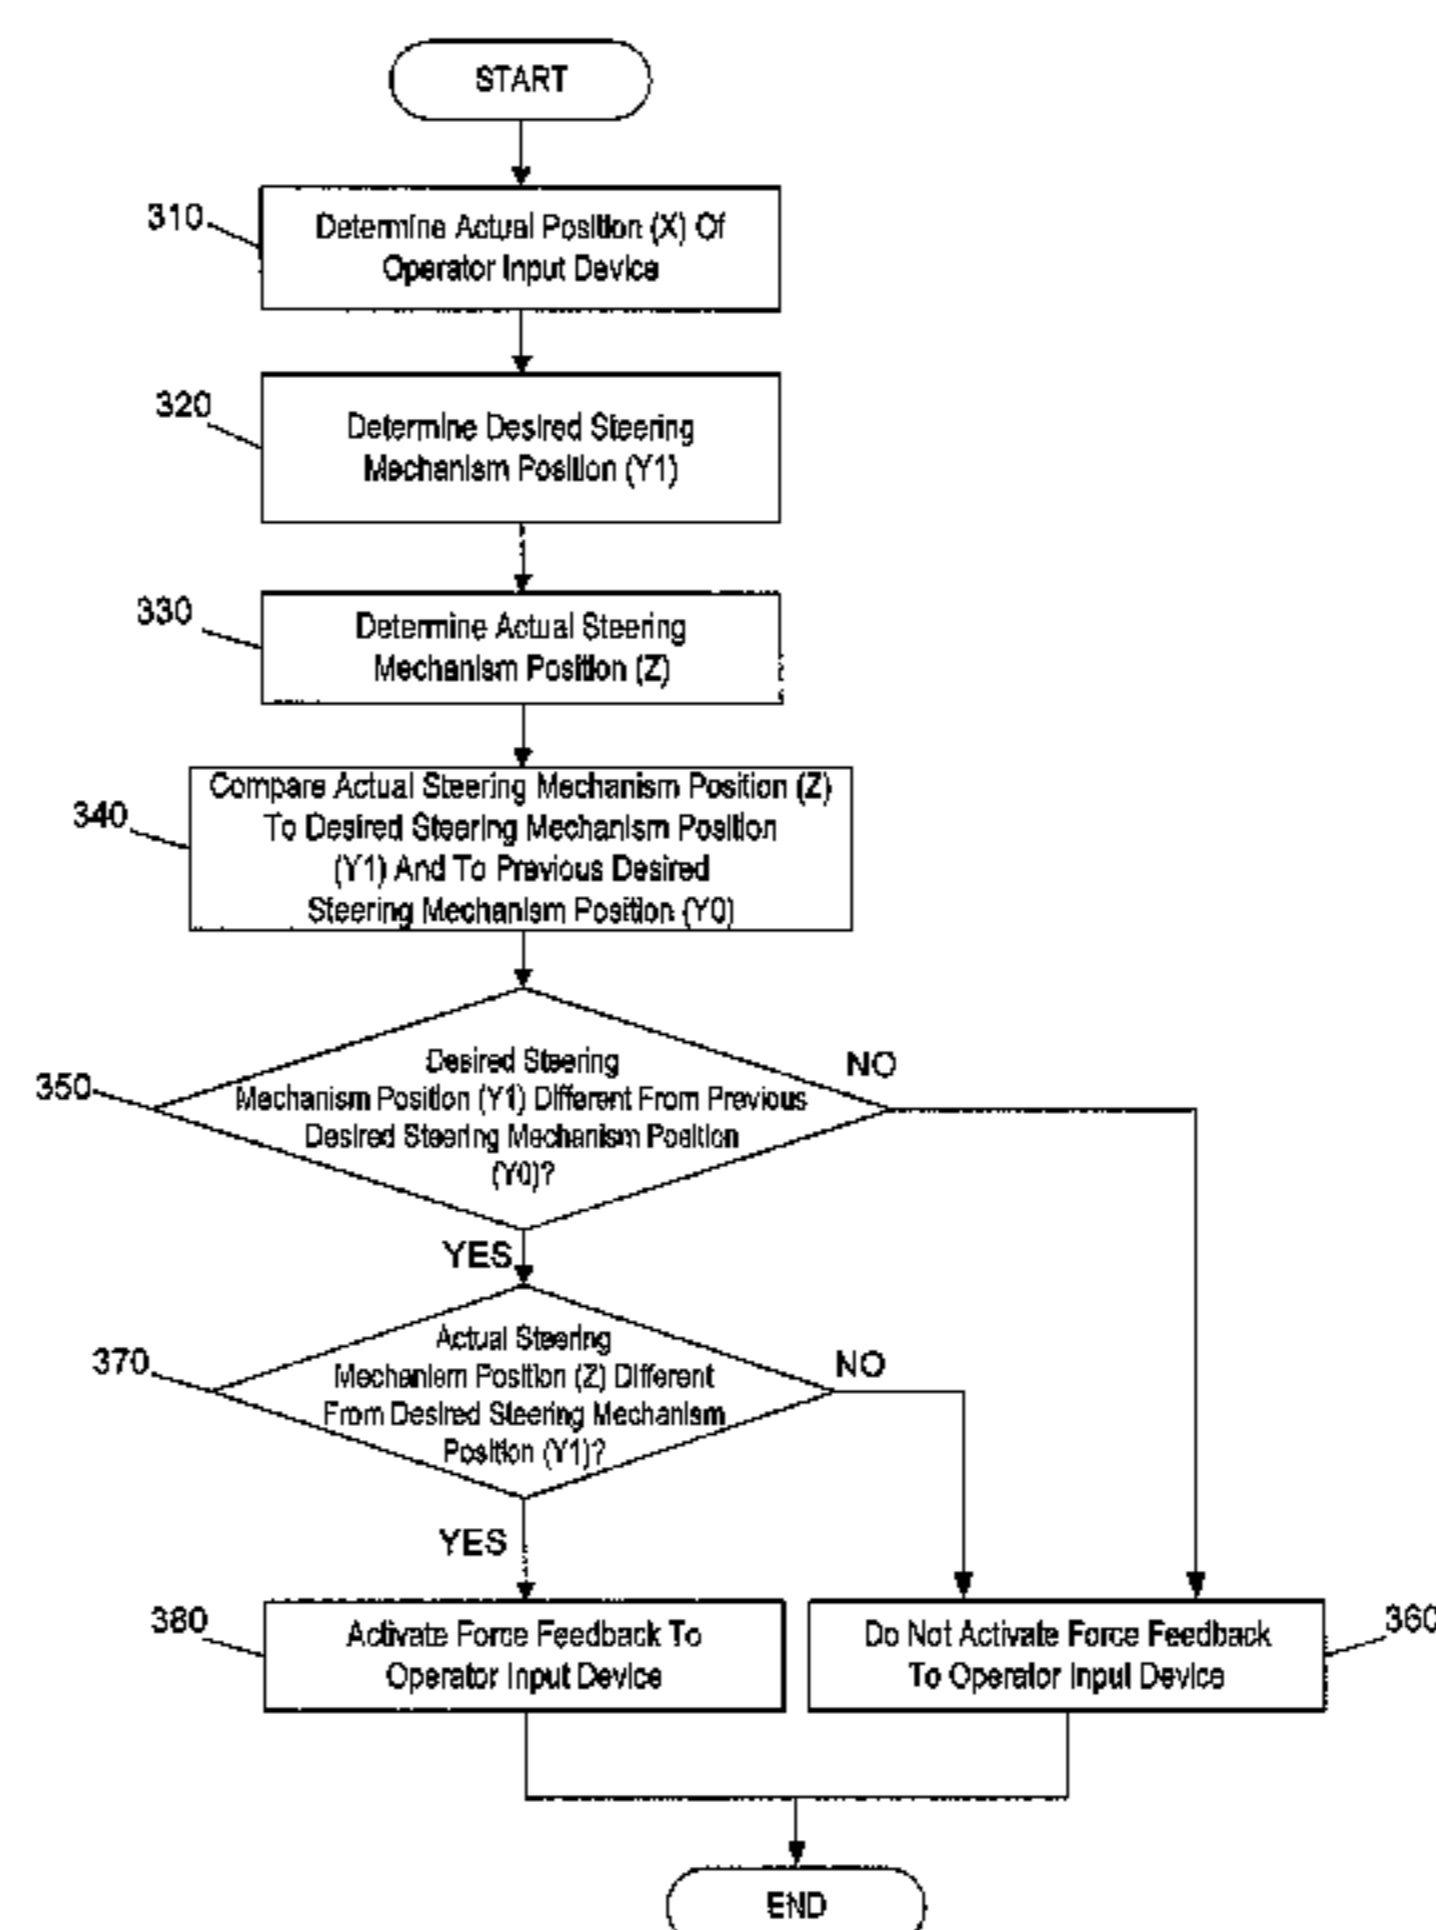 START
310
Determine Actual Position (X) Of
Operator Input Device
320
Determine Desired Steering
Mechanism Position (Y1)
330
Determine Actual Steering
Mechanism Position (Z)
340
Compare Actual Steering Mechanism Position (Z)
To Desired Steering Mechanism Position
(Y1) And To Previous Desired
Steering Mechanism Position (Y0)
350
Desired Steering
Mechanism Position (Y1) Different From Previous
Desired Steering Mechanism Position
(Y0)?
NO
YES
370
Actual Steering
Mechanism Position (Z) Different
From Desired Steering Mechanism
Position (Y1)?
NO
YES
380
Activate Force Feedback To
Operator Input Device
Do Not Activate Force Feedback
To Operator Input Device
360
END